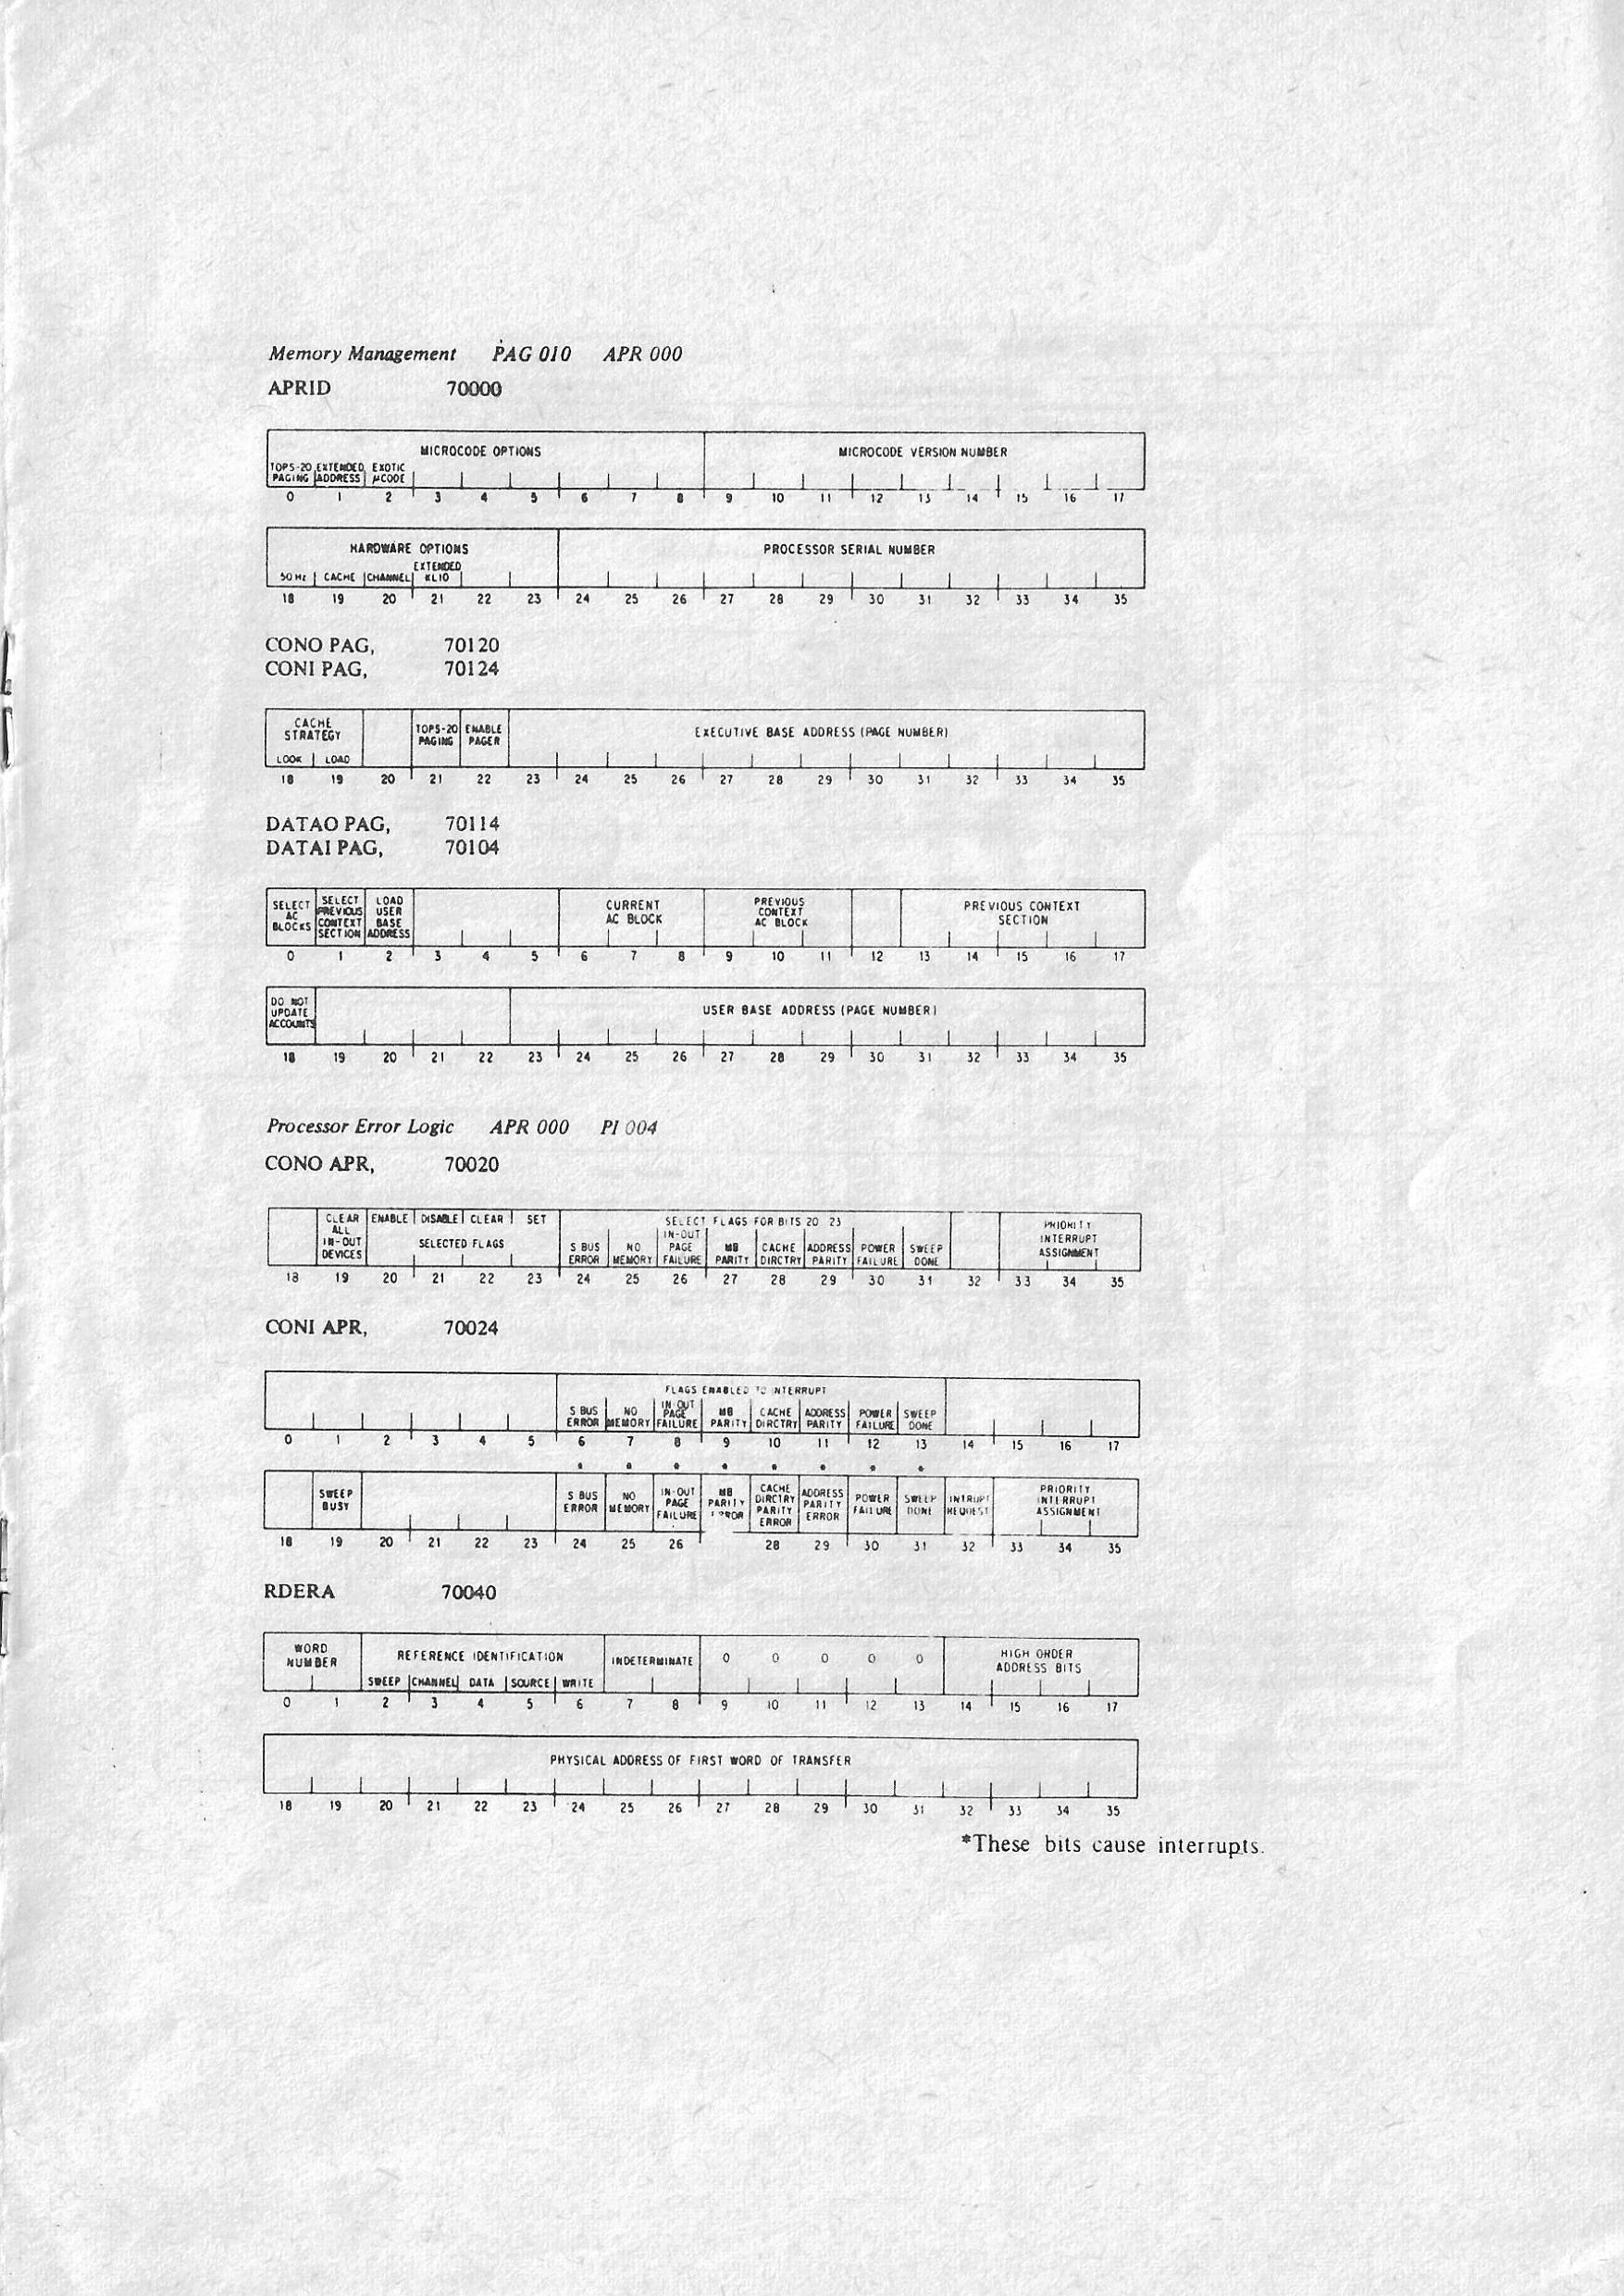 Memory Management PAG 010 APR 000
APRID 70000
MICROCODE OPTIONS MICROCODE VERSION NUMBER
TOPS-20 EXTENDED EXOTIC
PAGING ADDRESS μCODE
0 1 2 3 4 5 6 7 8 9 10 11 12 13 14 15 16 17
HARDWARE OPTIONS PROCESSOR SERIAL NUMBER
EXTENDED
50 Hz CACHE CHANNEL KL10
18 19 20 21 22 23 24 25 26 27 28 29 30 31 32 33 34 35
CONO PAG, 70120
CONI PAG, 70124
CACHE
STRATEGY
TOPS-20 ENABLE
PAGING PAGER
EXECUTIVE BASE ADDRESS (PAGE NUMBER)
LOOK LOAD
18 19 20 21 22 23 24 25 26 27 28 29 30 31 32 33 34 35
DATAO PAG, 70114
DATAI PAG, 70104
SELECT
AC
BLOCKS
SELECT
PREVIOUS
CONTEXT
SECTION
LOAD
USER
BASE
ADDRESS
CURRENT
AC BLOCK
PREVIOUS
CONTEXT
AC BLOCK
PREVIOUS CONTEXT
SECTION
0 1 2 3 4 5 6 7 8 9 10 11 12 13 14 15 16 17
DO NOT
UPDATE
ACCOUNTS
USER BASE ADDRESS (PAGE NUMBER)
18 19 20 21 22 23 24 25 26 27 28 29 30 31 32 33 34 35
Processor Error Logic APR 000 PI 004
CONO APR, 70020
CLEAR
ALL
IN-OUT
DEVICES
ENABLE DISABLE CLEAR SET
SELECTED FLAGS
SELECT FLAGS FOR BITS 20 23
S BUS
ERROR
NO
MEMORY
IN-OUT
PAGE
FAILURE
MB
PARITY
CACHE
DIRCTRY
ADDRESS
PARITY
POWER
FAILURE
SWEEP
DONE
PRIORITY
INTERRUPT
ASSIGNMENT
18 19 20 21 22 23 24 25 26 27 28 29 30 31 32 33 34 35
CONI APR, 70024
FLAGS ENABLED TO INTERRUPT
S BUS
ERROR
NO
MEMORY
IN-OUT
PAGE
FAILURE
MB
PARITY
CACHE
DIRCTRY
ADDRESS
PARITY
POWER
FAILURE
SWEEP
DONE
0 1 2 3 4 5 6 7 8 9 10 11 12 13 14 15 16 17
* * * * * * * *
SWEEP
BUSY
S BUS
ERROR
NO
MEMORY
IN-OUT
PAGE
FAILURE
MB
PARITY
ERROR
CACHE
DIRCTRY
PARITY
ERROR
ADDRESS
PARITY
ERROR
POWER
FAILURE
SWEEP
DONE
INTRUPT
REQUEST
PRIORITY
INTERRUPT
ASSIGNMENT
18 19 20 21 22 23 24 25 26 28 29 30 31 32 33 34 35
RDERA 70040
WORD
NUMBER
REFERENCE IDENTIFICATION
SWEEP CHANNEL DATA SOURCE WRITE
INDETERMINATE
0 0 0 0 0
HIGH ORDER
ADDRESS BITS
0 1 2 3 4 5 6 7 8 9 10 11 12 13 14 15 16 17
PHYSICAL ADDRESS OF FIRST WORD OF TRANSFER
18 19 20 21 22 23 24 25 26 27 28 29 30 31 32 33 34 35
*These bits cause interrupts.